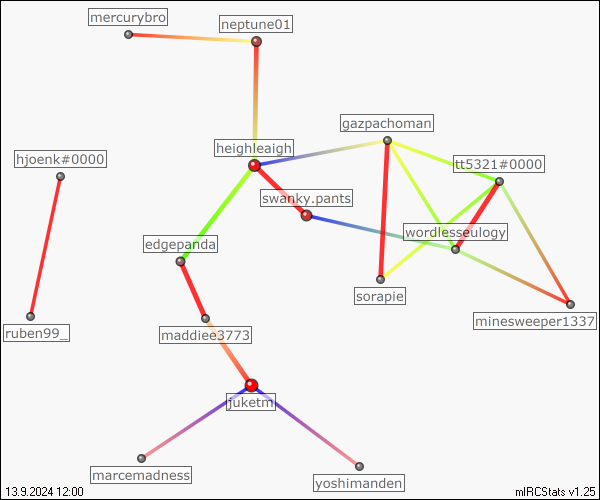 mercurybro
neptune01
gazpachoman
heighleaigh
hjoenk#0000
tt5321#0000
swanky.pants
wordlesseulogy
edgepanda
sorapie
minesweeper1337
ruben99_
maddiee3773
juketm
marcemadness
yoshimanden
13.9.2024 12:00
mIRCStats v1.25